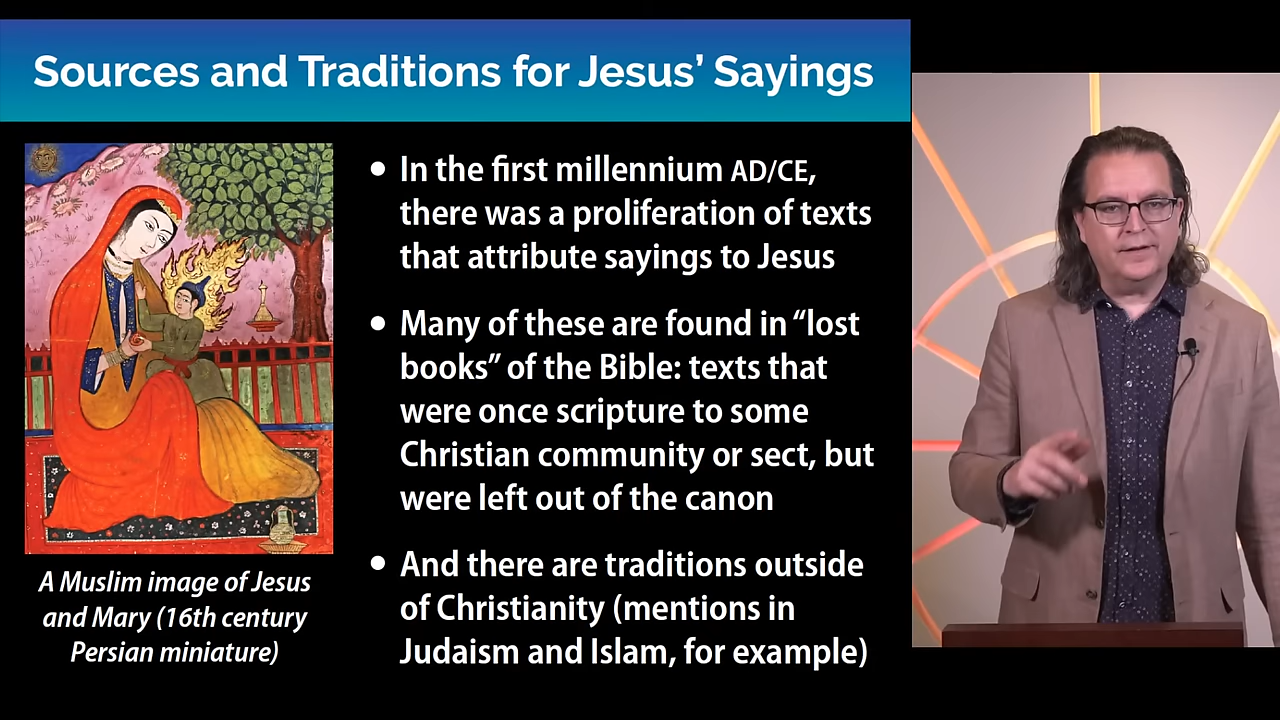 Sources and Traditions for Jesus’ Sayings
• In the first millennium AD/CE,
there was a proliferation of texts
that attribute sayings to Jesus
• Many of these are found in “lost
books” of the Bible: texts that
were once scripture to some
Christian community or sect, but
were left out of the canon
• And there are traditions outside
of Christianity (mentions in
Judaism and Islam, for example)
A Muslim image of Jesus
and Mary (16th century
Persian miniature)